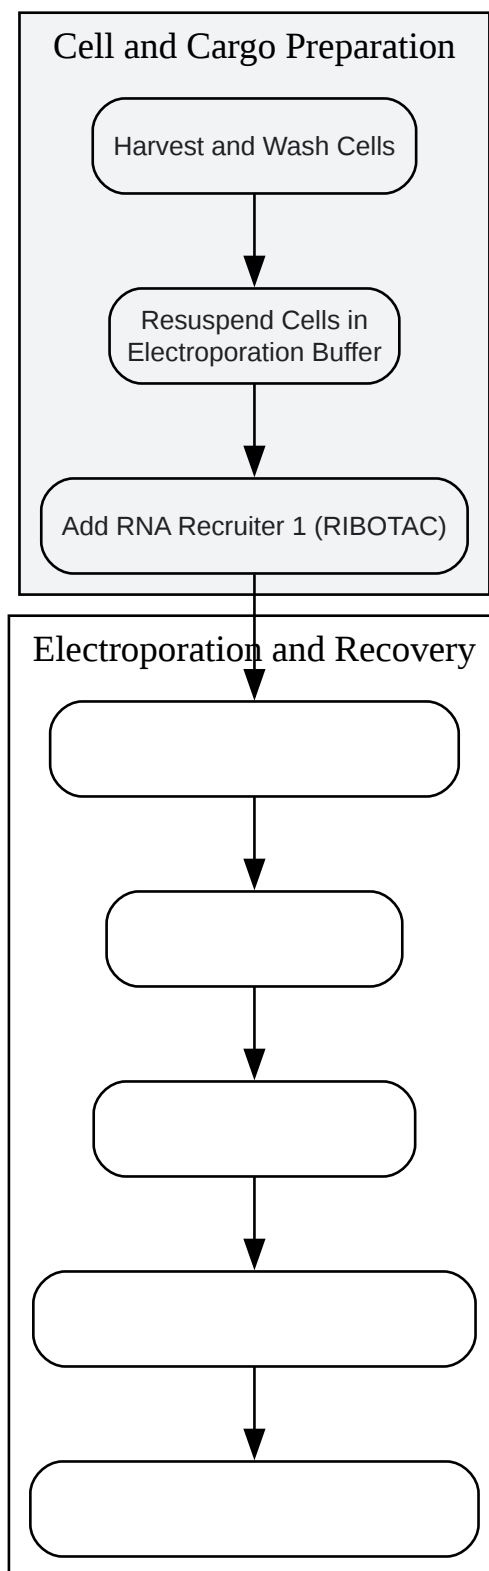 Cell and Cargo Preparation
Harvest and Wash Cells
Resuspend Cells in
Electroporation Buffer
Add RNA Recruiter 1 (RIBOTAC)
Electroporation and Recovery